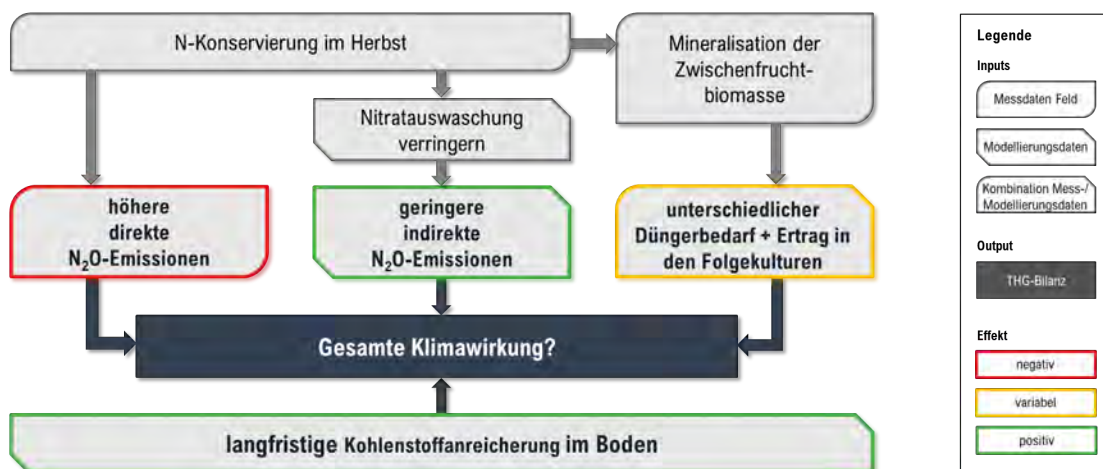 N-Konservierung im Herbst
Mineralisation der
Zwischenfrucht-
biomasse
Nitratauswaschung
verringern
höhere
direkte
N₂O-Emissionen
geringere
indirekte
N₂O-Emissionen
unterschiedlicher
Düngerbedarf + Ertrag in
den Folgekulturen
Gesamte Klimawirkung?
langfristige Kohlenstoffanreicherung im Boden
Legende
Inputs
Messdaten Feld
Modellierungsdaten
Kombination Mess-/
Modellierungsdaten
Output
THG-Bilanz
Effekt
negativ
variabel
positiv